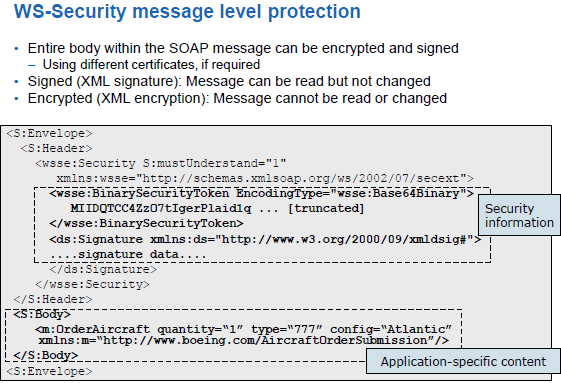 WS-Security message level protection
• Entire body within the SOAP message can be encrypted and signed
– Using different certificates, if required
• Signed (XML signature): Message can be read but not changed
• Encrypted (XML encryption): Message cannot be read or changed
<S:Envelope>
<S:Header>
<wsse:Security S:mustUnderstand="1"
xmlns:wsse="http://schemas.xmlsoap.org/ws/2002/07/secext">
<wsse:BinarySecurityToken EncodingType="wsse:Base64Binary">
MIIDQTCC4ZzO7tIgerPlaid1q ... [truncated]
</wsse:BinarySecurityToken>
<ds:Signature xmlns:ds="http://www.w3.org/2000/09/xmldsig#">
....signature data....
</ds:Signature>
</wsse:Security>
</S:Header>
Security
information
<S:Body>
<m:OrderAircraft quantity=“1” type=“777” config=“Atlantic”
xmlns:m=“http://www.boeing.com/AircraftOrderSubmission”/>
</S:Body>
Application-specific content
<S:Envelope>